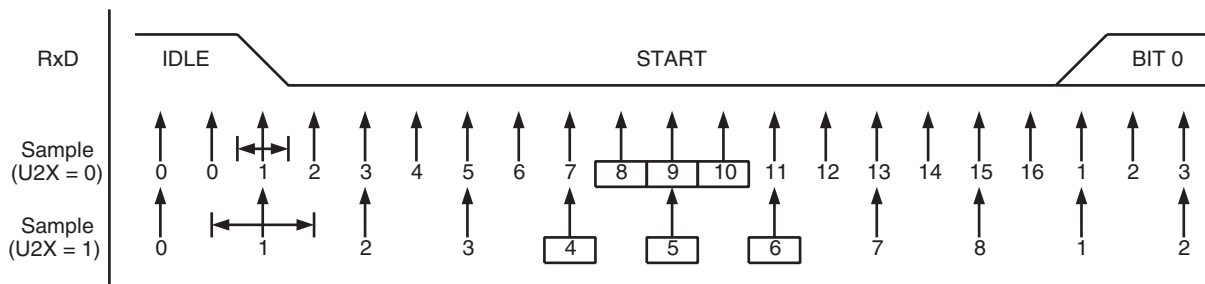 RxD IDLE START BIT 0
Sample
(U2X = 0)
0 0 1 2 3 4 5 6 7 8 9 10 11 12 13 14 15 16 1 2 3
Sample
(U2X = 1)
0 1 2 3 4 5 6 7 8 1 2